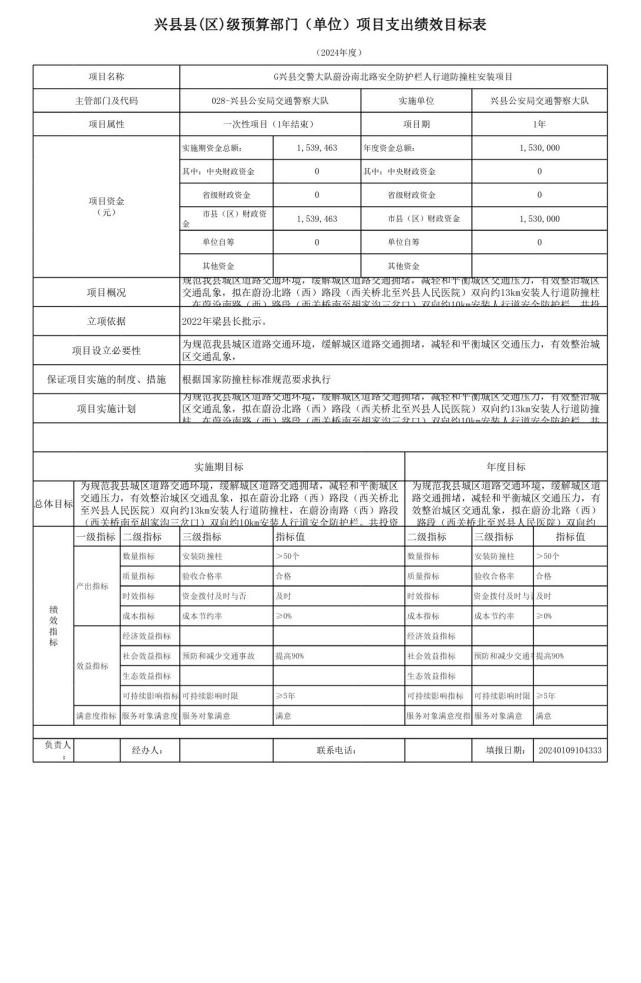 兴县县(区)级预算部门（单位）项目支出绩效目标表
（2024年度）
项目名称 G兴县交警大队蔚汾南北路安全防护栏人行道防撞柱安装项目
主管部门及代码 028-兴县公安局交通警察大队 实施单位 兴县公安局交通警察大队
项目属性 一次性项目（1年结束） 项目期 1年
项目资金（元）
实施期资金总额： 1,539,463 年度资金总额： 1,530,000
其中：中央财政资金 0 其中：中央财政资金 0
省级财政资金 0 省级财政资金 0
市县（区）财政资金 1,539,463 市县（区）财政资金 1,530,000
单位自筹 0 单位自筹 0
其他资金 其他资金
项目概况
规范我县城区道路交通环境，缓解城区道路交通拥堵，减轻和平衡城区交通压力，有效整治城区
交通乱象，拟在蔚汾北路（西）路段（西关桥北至兴县人民医院）双向约13km安装人行道防撞柱
，在蔚汾南路（西）路段（西关桥南至胡家沟三岔口）双向约10km安装人行道安全防护栏。共投
立项依据 2022年梁县长批示。
项目设立必要性
为规范我县城区道路交通环境，缓解城区道路交通拥堵，减轻和平衡城区交通压力，有效整治城
区交通乱象，
保证项目实施的制度、措施 根据国家防撞柱标准规范要求执行
项目实施计划
为规范我县城区道路交通环境，缓解城区道路交通拥堵，减轻和平衡城区交通压力，有效整治城
区交通乱象，拟在蔚汾北路（西）路段（西关桥北至兴县人民医院）双向约13km安装人行道防撞
柱，在蔚汾南路（西）路段（西关桥南至胡家沟三岔口）双向约10km安装人行道安全防护栏。共
实施期目标 年度目标
总体目标
为规范我县城区道路交通环境，缓解城区道路交通拥堵，减轻和平衡城区
交通压力，有效整治城区交通乱象，拟在蔚汾北路（西）路段（西关桥北
至兴县人民医院）双向约13km安装人行道防撞柱，在蔚汾南路（西）路段
（西关桥南至胡家沟三岔口）双向约10km安装人行道安全防护栏。共投资
为规范我县城区道路交通环境，缓解城区道
路交通拥堵，减轻和平衡城区交通压力，有
效整治城区交通乱象，拟在蔚汾北路（西）
路段（西关桥北至兴县人民医院）双向约
绩效指标
一级指标 二级指标 三级指标 指标值 二级指标 三级指标 指标值
产出指标
数量指标 安装防撞柱 ＞50个 数量指标 安装防撞柱 ＞50个
质量指标 验收合格率 合格 质量指标 验收合格率 合格
时效指标 资金拨付及时与否 及时 时效指标 资金拨付及时与 及时
成本指标 成本节约率 ≥0% 成本指标 成本节约率 ≥0%
效益指标
经济效益指标 经济效益指标
社会效益指标 预防和减少交通事故 提高90% 社会效益指标 预防和减少交通 提高90%
生态效益指标 生态效益指标
可持续影响指标 可持续影响时限 ≥5年 可持续影响指标 可持续影响时限 ≥5年
满意度指标 服务对象满意度 服务对象满意 满意 服务对象满意度指 服务对象满意 满意
负责人： 经办人： 联系电话： 填报日期： 20240109104333